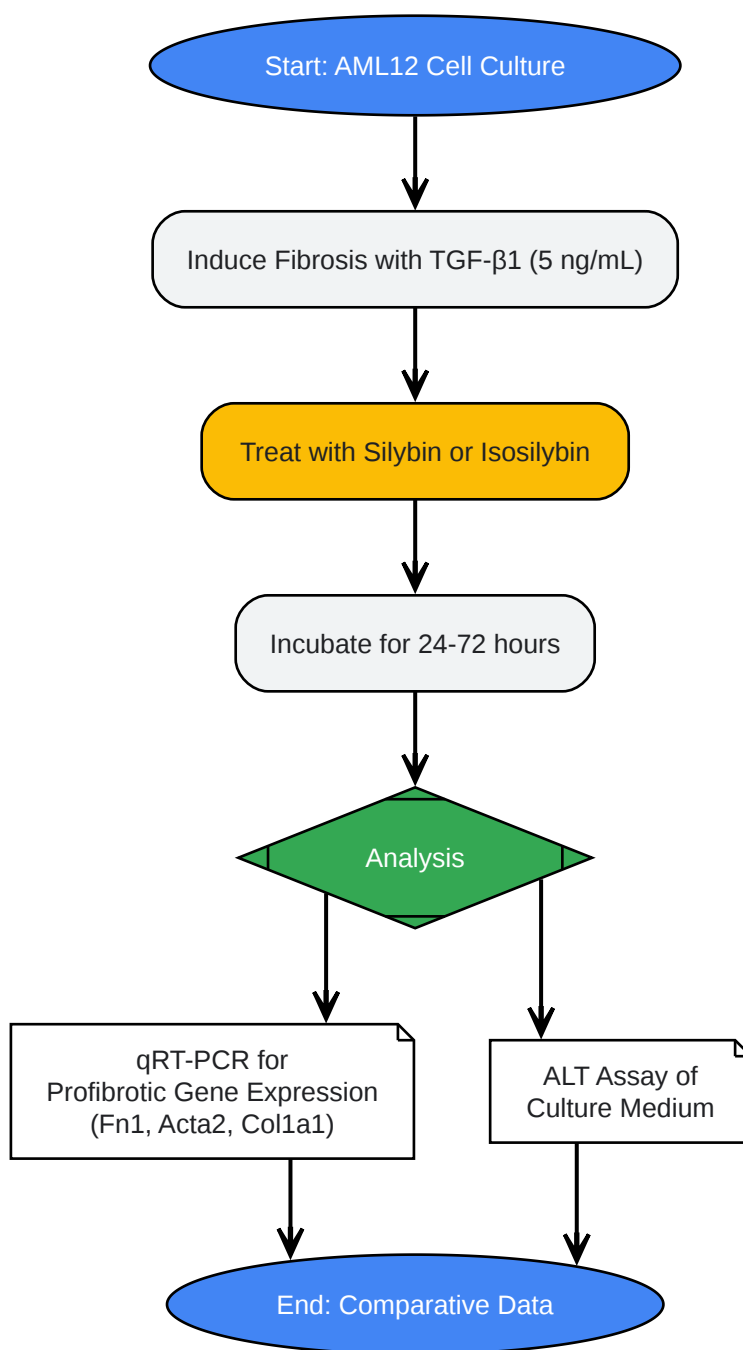 Start: AML12 Cell Culture
Induce Fibrosis with TGF-β1 (5 ng/mL)
Treat with Silybin or Isosilybin
Incubate for 24-72 hours
Analysis
qRT-PCR for
Profibrotic Gene Expression
(Fn1, Acta2, Col1a1)
ALT Assay of
Culture Medium
End: Comparative Data